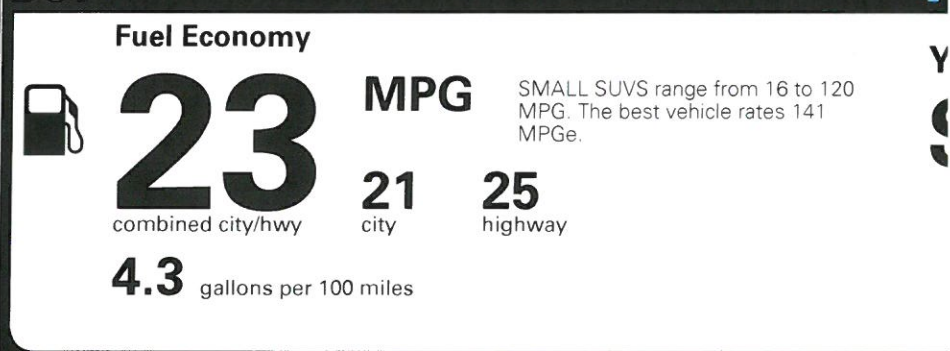 Fuel Economy
23
MPG
SMALL SUVS range from 16 to 120
MPG. The best vehicle rates 141
MPGe.
21
25
combined city/hwy
city
highway
4.3 gallons per 100 miles